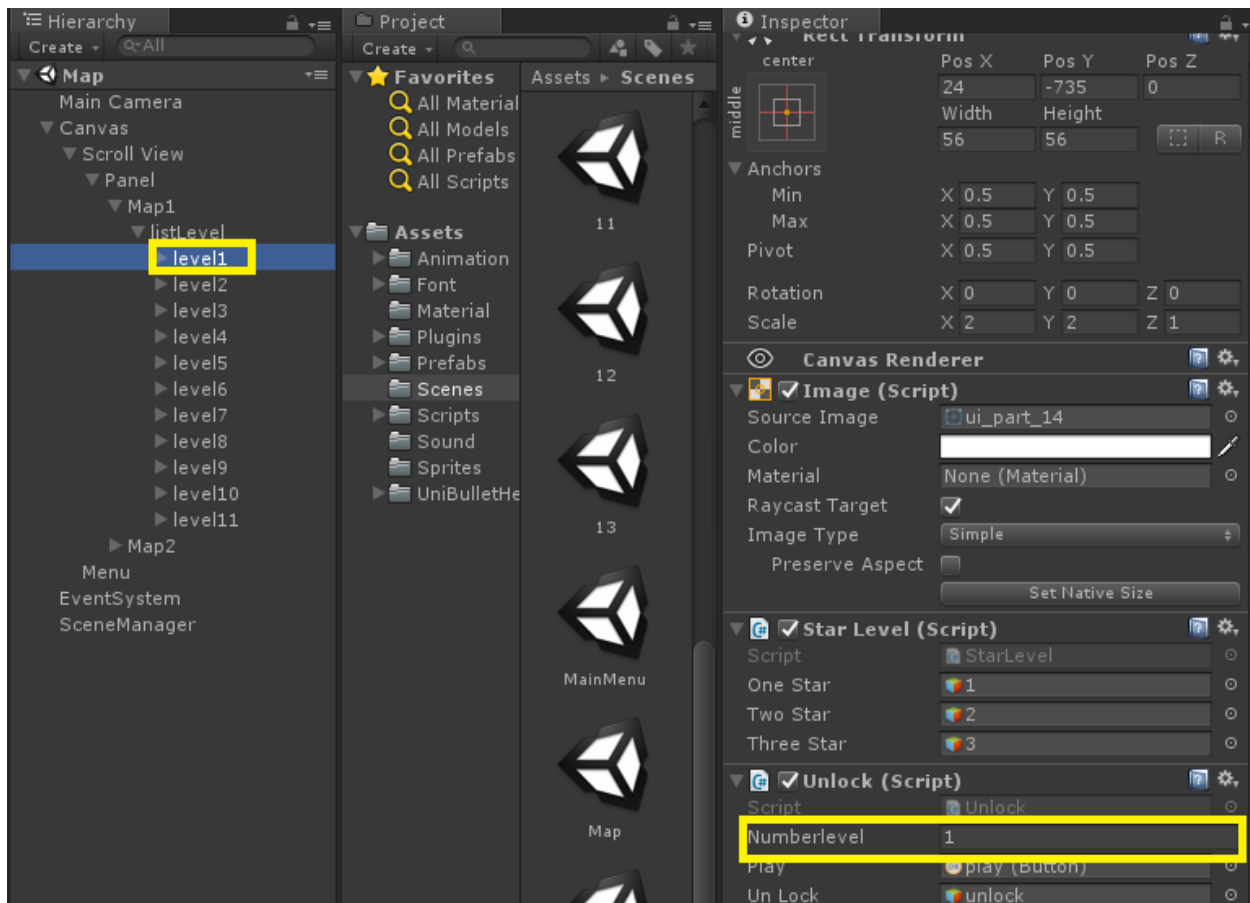 Hierarchy
Create
All
Map
Main Camera
Canvas
Scroll View
Panel
Map1
listLevel
level1
level2
level3
level4
level5
level6
level7
level8
level9
level10
level11
Map2
Menu
EventSystem
SceneManager
Project
Create
Favorites
All Material
All Models
All Prefabs
All Scripts
Assets
Animation
Font
Material
Plugins
Prefabs
Scenes
Scripts
Sound
Sprites
UniBulletHe
Assets Scenes
11
12
13
MainMenu
Map
Inspector
Rect Transform
center
middle
Pos X Pos Y Pos Z
24 -735 0
Width Height
56 56 R
Anchors
Min X 0.5 Y 0.5
Max X 0.5 Y 0.5
Pivot X 0.5 Y 0.5
Rotation X 0 Y 0 Z 0
Scale X 2 Y 2 Z 1
Canvas Renderer
Image (Script)
Source Image ui_part_14
Color
Material None (Material)
Raycast Target
Image Type Simple
Preserve Aspect
Set Native Size
Star Level (Script)
Script StarLevel
One Star 1
Two Star 2
Three Star 3
Unlock (Script)
Script Unlock
Numberlevel 1
Play play (Button)
Un Lock unlock